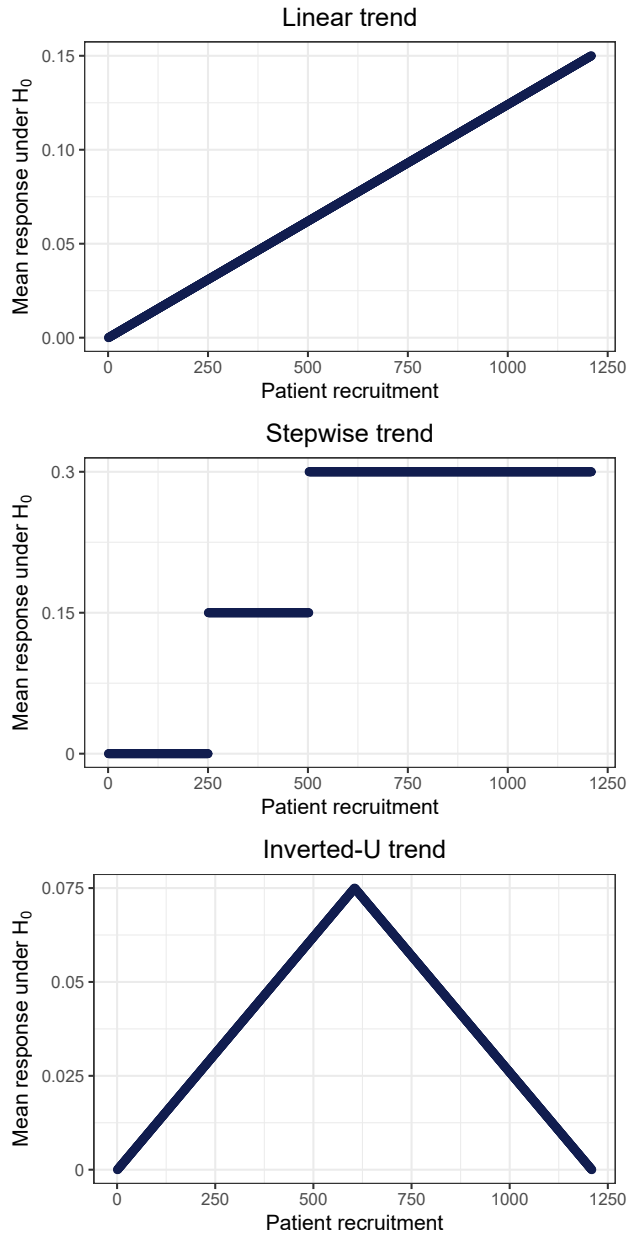 Linear trend
0.15
0.10
0.05
0.00
Mean response under H0
0 250 500 750 1000 1250
Patient recruitment
Stepwise trend
0.3
0.15
0
Mean response under H0
0 250 500 750 1000 1250
Patient recruitment
Inverted-U trend
0.075
0.05
0.025
0
Mean response under H0
0 250 500 750 1000 1250
Patient recruitment